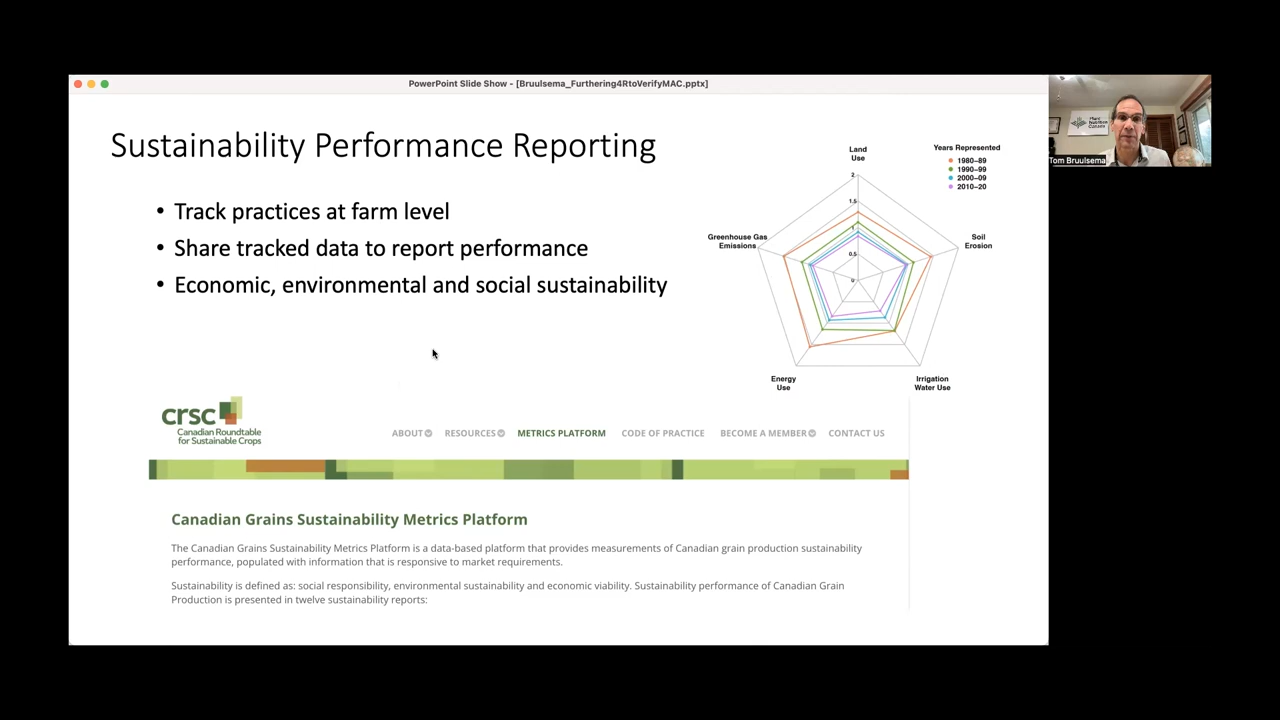 PowerPoint Slide Show - [Bruulsema_Furthering4RtoVerifyMAC.pptx]
Sustainability Performance Reporting
• Track practices at farm level
• Share tracked data to report performance
• Economic, environmental and social sustainability
Land
Use
Years Represented
1980–89
1990–99
2000–09
2010–20
2
1.5
1
0.5
0
Greenhouse Gas
Emissions
Soil
Erosion
Energy
Use
Irrigation
Water Use
Plant
Nutrition
Canada
Tom Bruulsema
crsc
Canadian Roundtable
for Sustainable Crops
ABOUT RESOURCES METRICS PLATFORM CODE OF PRACTICE BECOME A MEMBER CONTACT US
Canadian Grains Sustainability Metrics Platform
The Canadian Grains Sustainability Metrics Platform is a data-based platform that provides measurements of Canadian grain production sustainability
performance, populated with information that is responsive to market requirements.
Sustainability is defined as: social responsibility, environmental sustainability and economic viability. Sustainability performance of Canadian Grain
Production is presented in twelve sustainability reports: